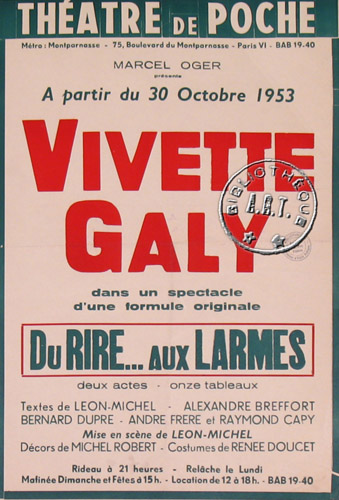 THÉATRE DE POCHE
Métro: Montparnasse - 75, Boulevard du Montparnasse - Paris VI - BAB 19-40
MARCEL OGER
présente
A partir du 30 Octobre 1953
VIVETTE
GALY
BIBLIOTHÈQUE
A.R.T.
dans un spectacle
d'une formule originale
DU RIRE... AUX LARMES
deux actes - onze tableaux
Textes de LEON-MICHEL - ALEXANDRE BREFFORT
BERNARD DUPRE - ANDRE FRERE et RAYMOND CAPY
Mise en scène de LEON-MICHEL
Décors de MICHEL ROBERT - Costumes de RENEE DOUCET
Rideau à 21 heures - Relâche le Lundi
Matinée Dimanche et Fêtes à 15h. - Location de 12 à 18h. - BAB 19-40